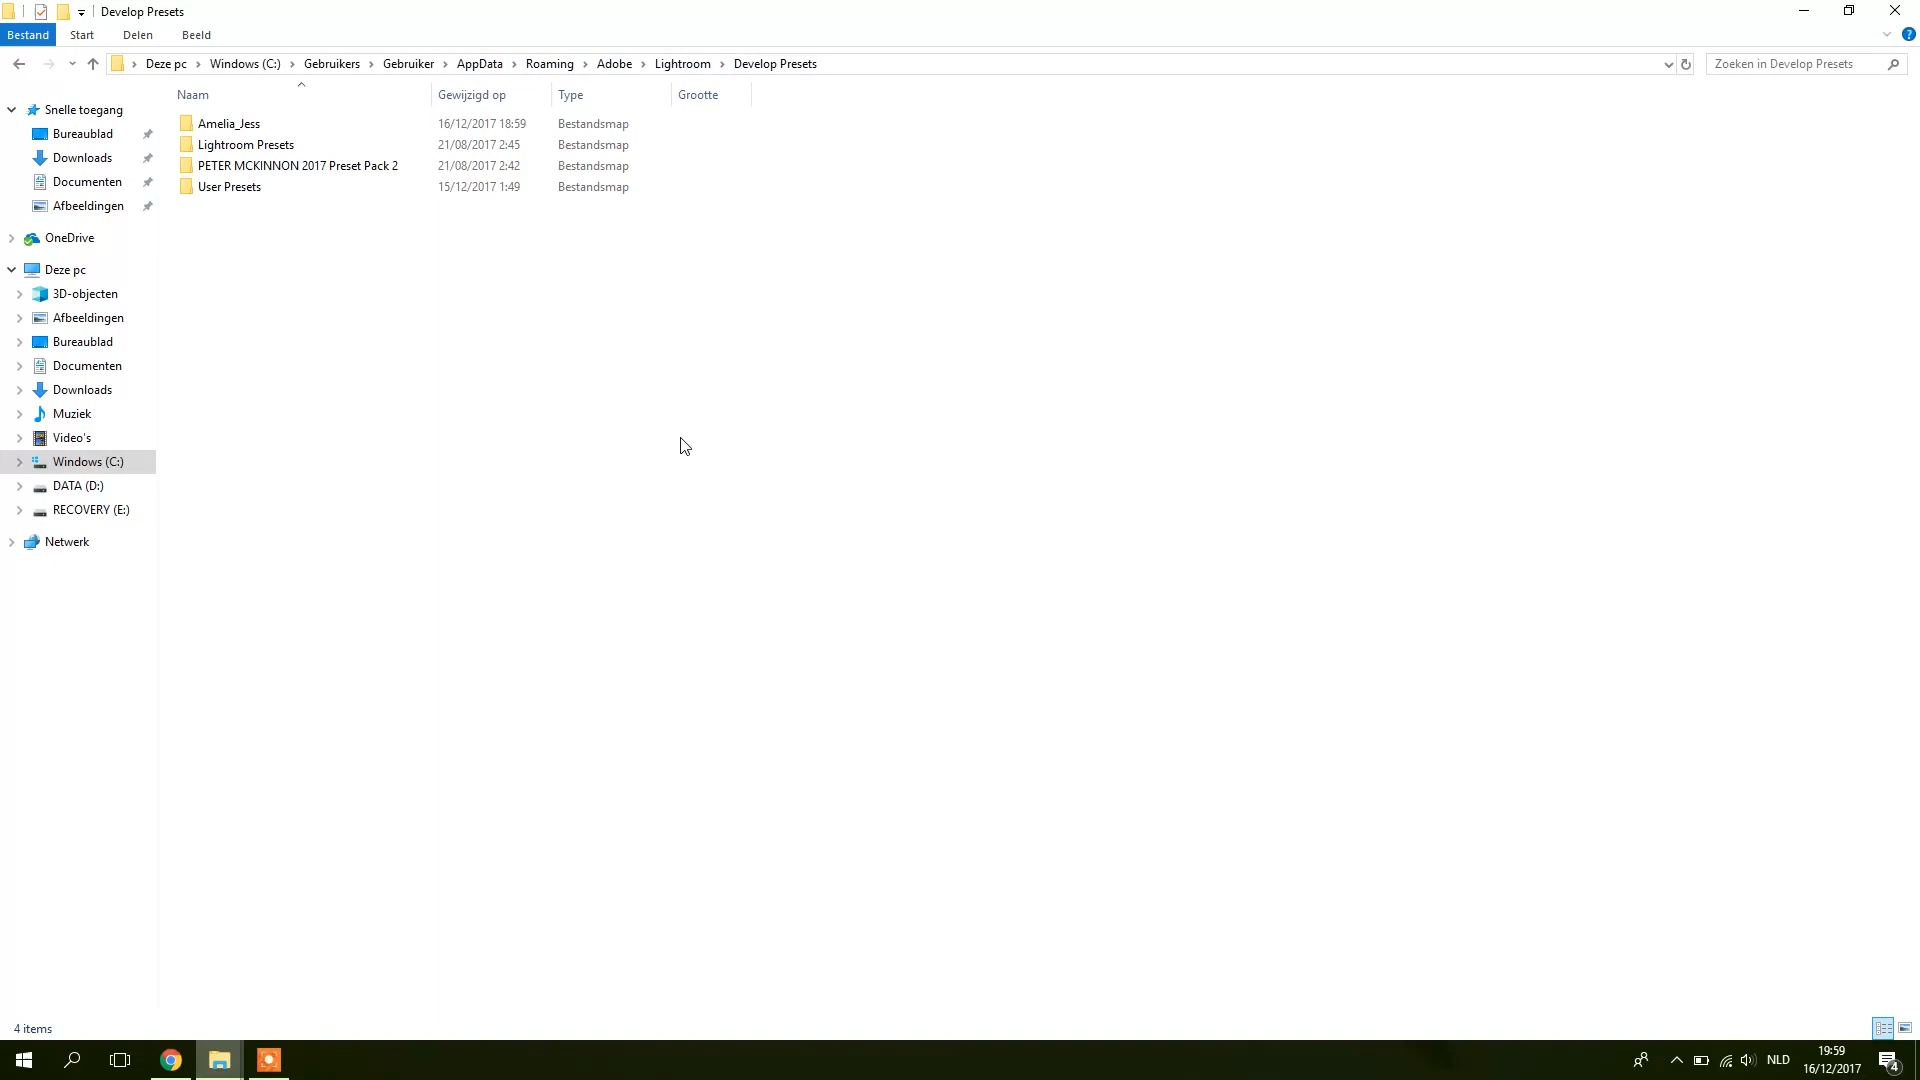 Develop Presets
Bestand Start Delen Beeld
Deze pc Windows (C:) Gebruikers Gebruiker AppData Roaming Adobe Lightroom Develop Presets
Zoeken in Develop Presets
Naam Gewijzigd op Type Grootte
Amelia_Jess 16/12/2017 18:59 Bestandsmap
Lightroom Presets 21/08/2017 2:45 Bestandsmap
PETER MCKINNON 2017 Preset Pack 2 21/08/2017 2:42 Bestandsmap
User Presets 15/12/2017 1:49 Bestandsmap
Snelle toegang
Bureaublad
Downloads
Documenten
Afbeeldingen
OneDrive
Deze pc
3D-objecten
Afbeeldingen
Bureaublad
Documenten
Downloads
Muziek
Video's
Windows (C:)
DATA (D:)
RECOVERY (E:)
Netwerk
4 items
NLD
19:59
16/12/2017
4